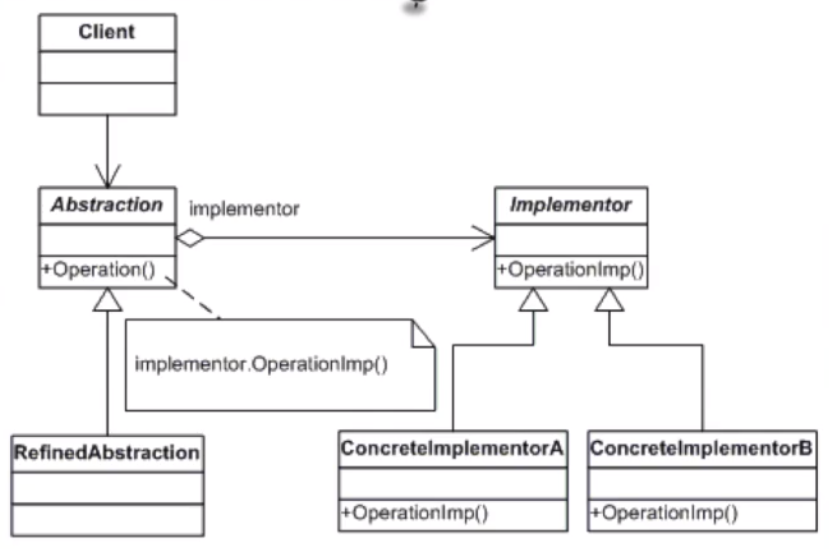 Client
Abstraction
implementor
Implementor
+Operation()
+OperationImp()
implementor.OperationImp()
RefinedAbstraction
ConcreteImplementorA
ConcreteImplementorB
+OperationImp()
+OperationImp()